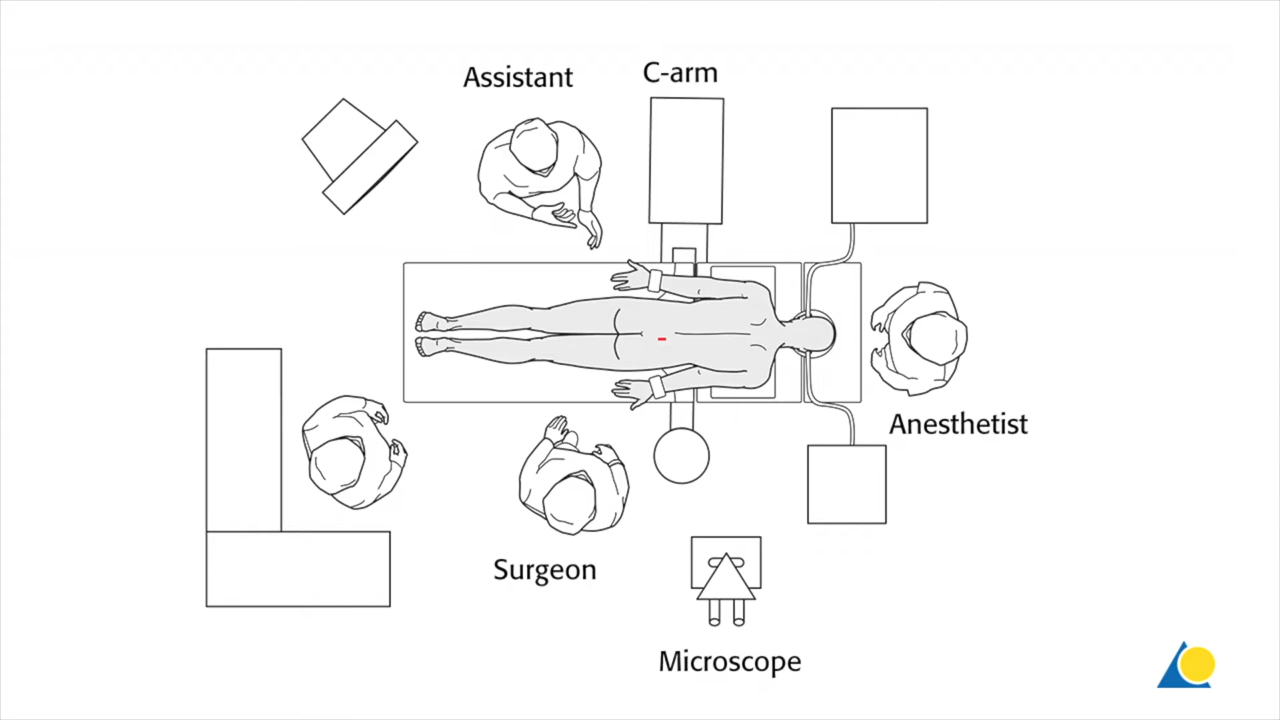 Assistant
C-arm
Anesthetist
Surgeon
Microscope